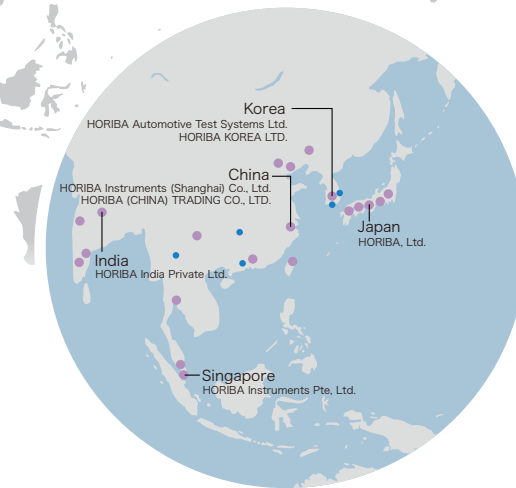 Korea
HORIBA Automotive Test Systems Ltd.
HORIBA KOREA LTD.
China
HORIBA Instruments (Shanghai) Co., Ltd.
HORIBA (CHINA) TRADING CO., LTD.
Japan
HORIBA, Ltd.
India
HORIBA India Private Ltd.
Singapore
HORIBA Instruments Pte, Ltd.